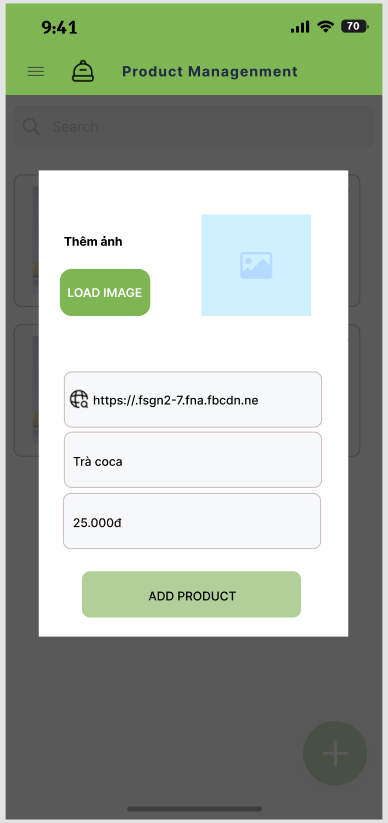 9:41
70
Product Managenment
Search
Thêm ảnh
LOAD IMAGE
https://.fsgn2-7.fna.fbcdn.ne
Trà coca
25.000đ
ADD PRODUCT